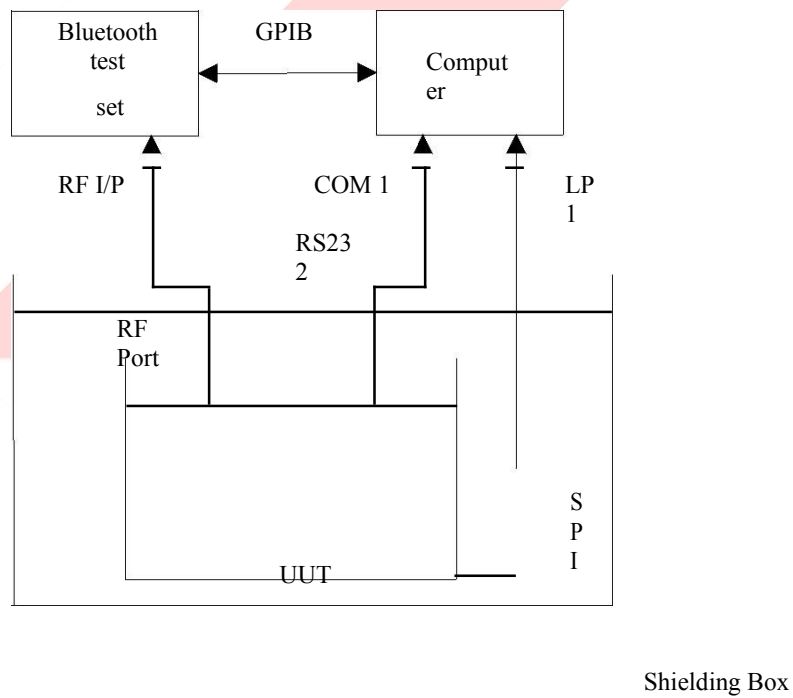 Bluetooth
test
set
GPIB
Comput
er
RF I/P
COM 1
LP
1
RS23
2
RF
Port
S
P
I
UUT
Shielding Box